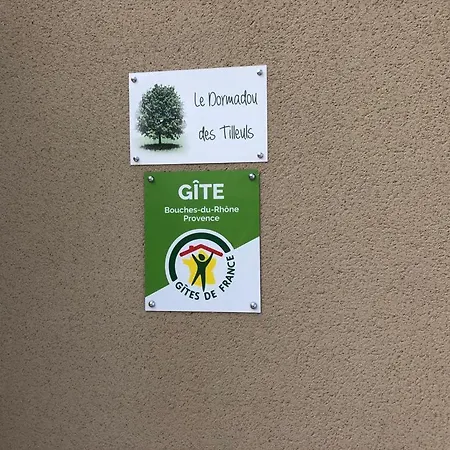 Le Dormadou
des Tilleuls
GÎTE
Bouches-du-Rhône
Provence
GÎTES DE FRANCE